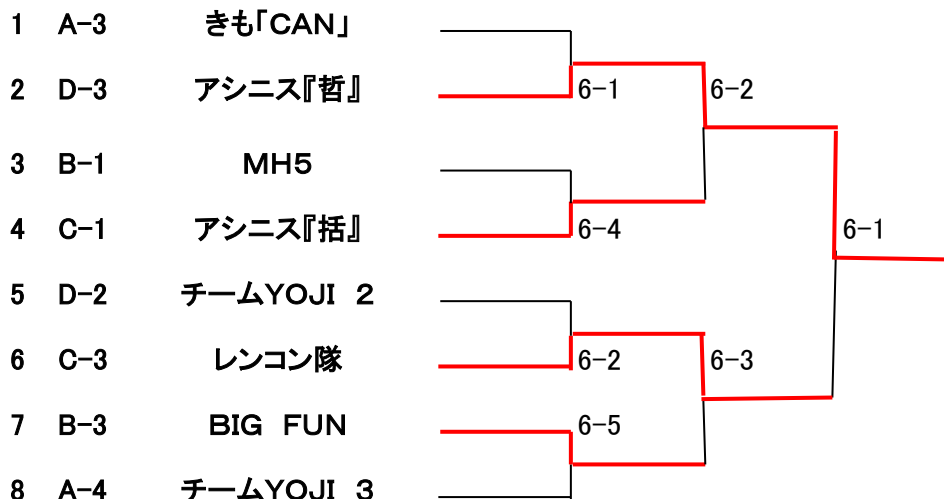 1 A-3 きも「CAN」
2 D-3 アシニス『哲』 6-1 6-2
3 B-1 MH5
4 C-1 アシニス『括』 6-4 6-1
5 D-2 チームYOJI 2
6 C-3 レンコン隊 6-2 6-3
7 B-3 BIG FUN 6-5
8 A-4 チームYOJI 3